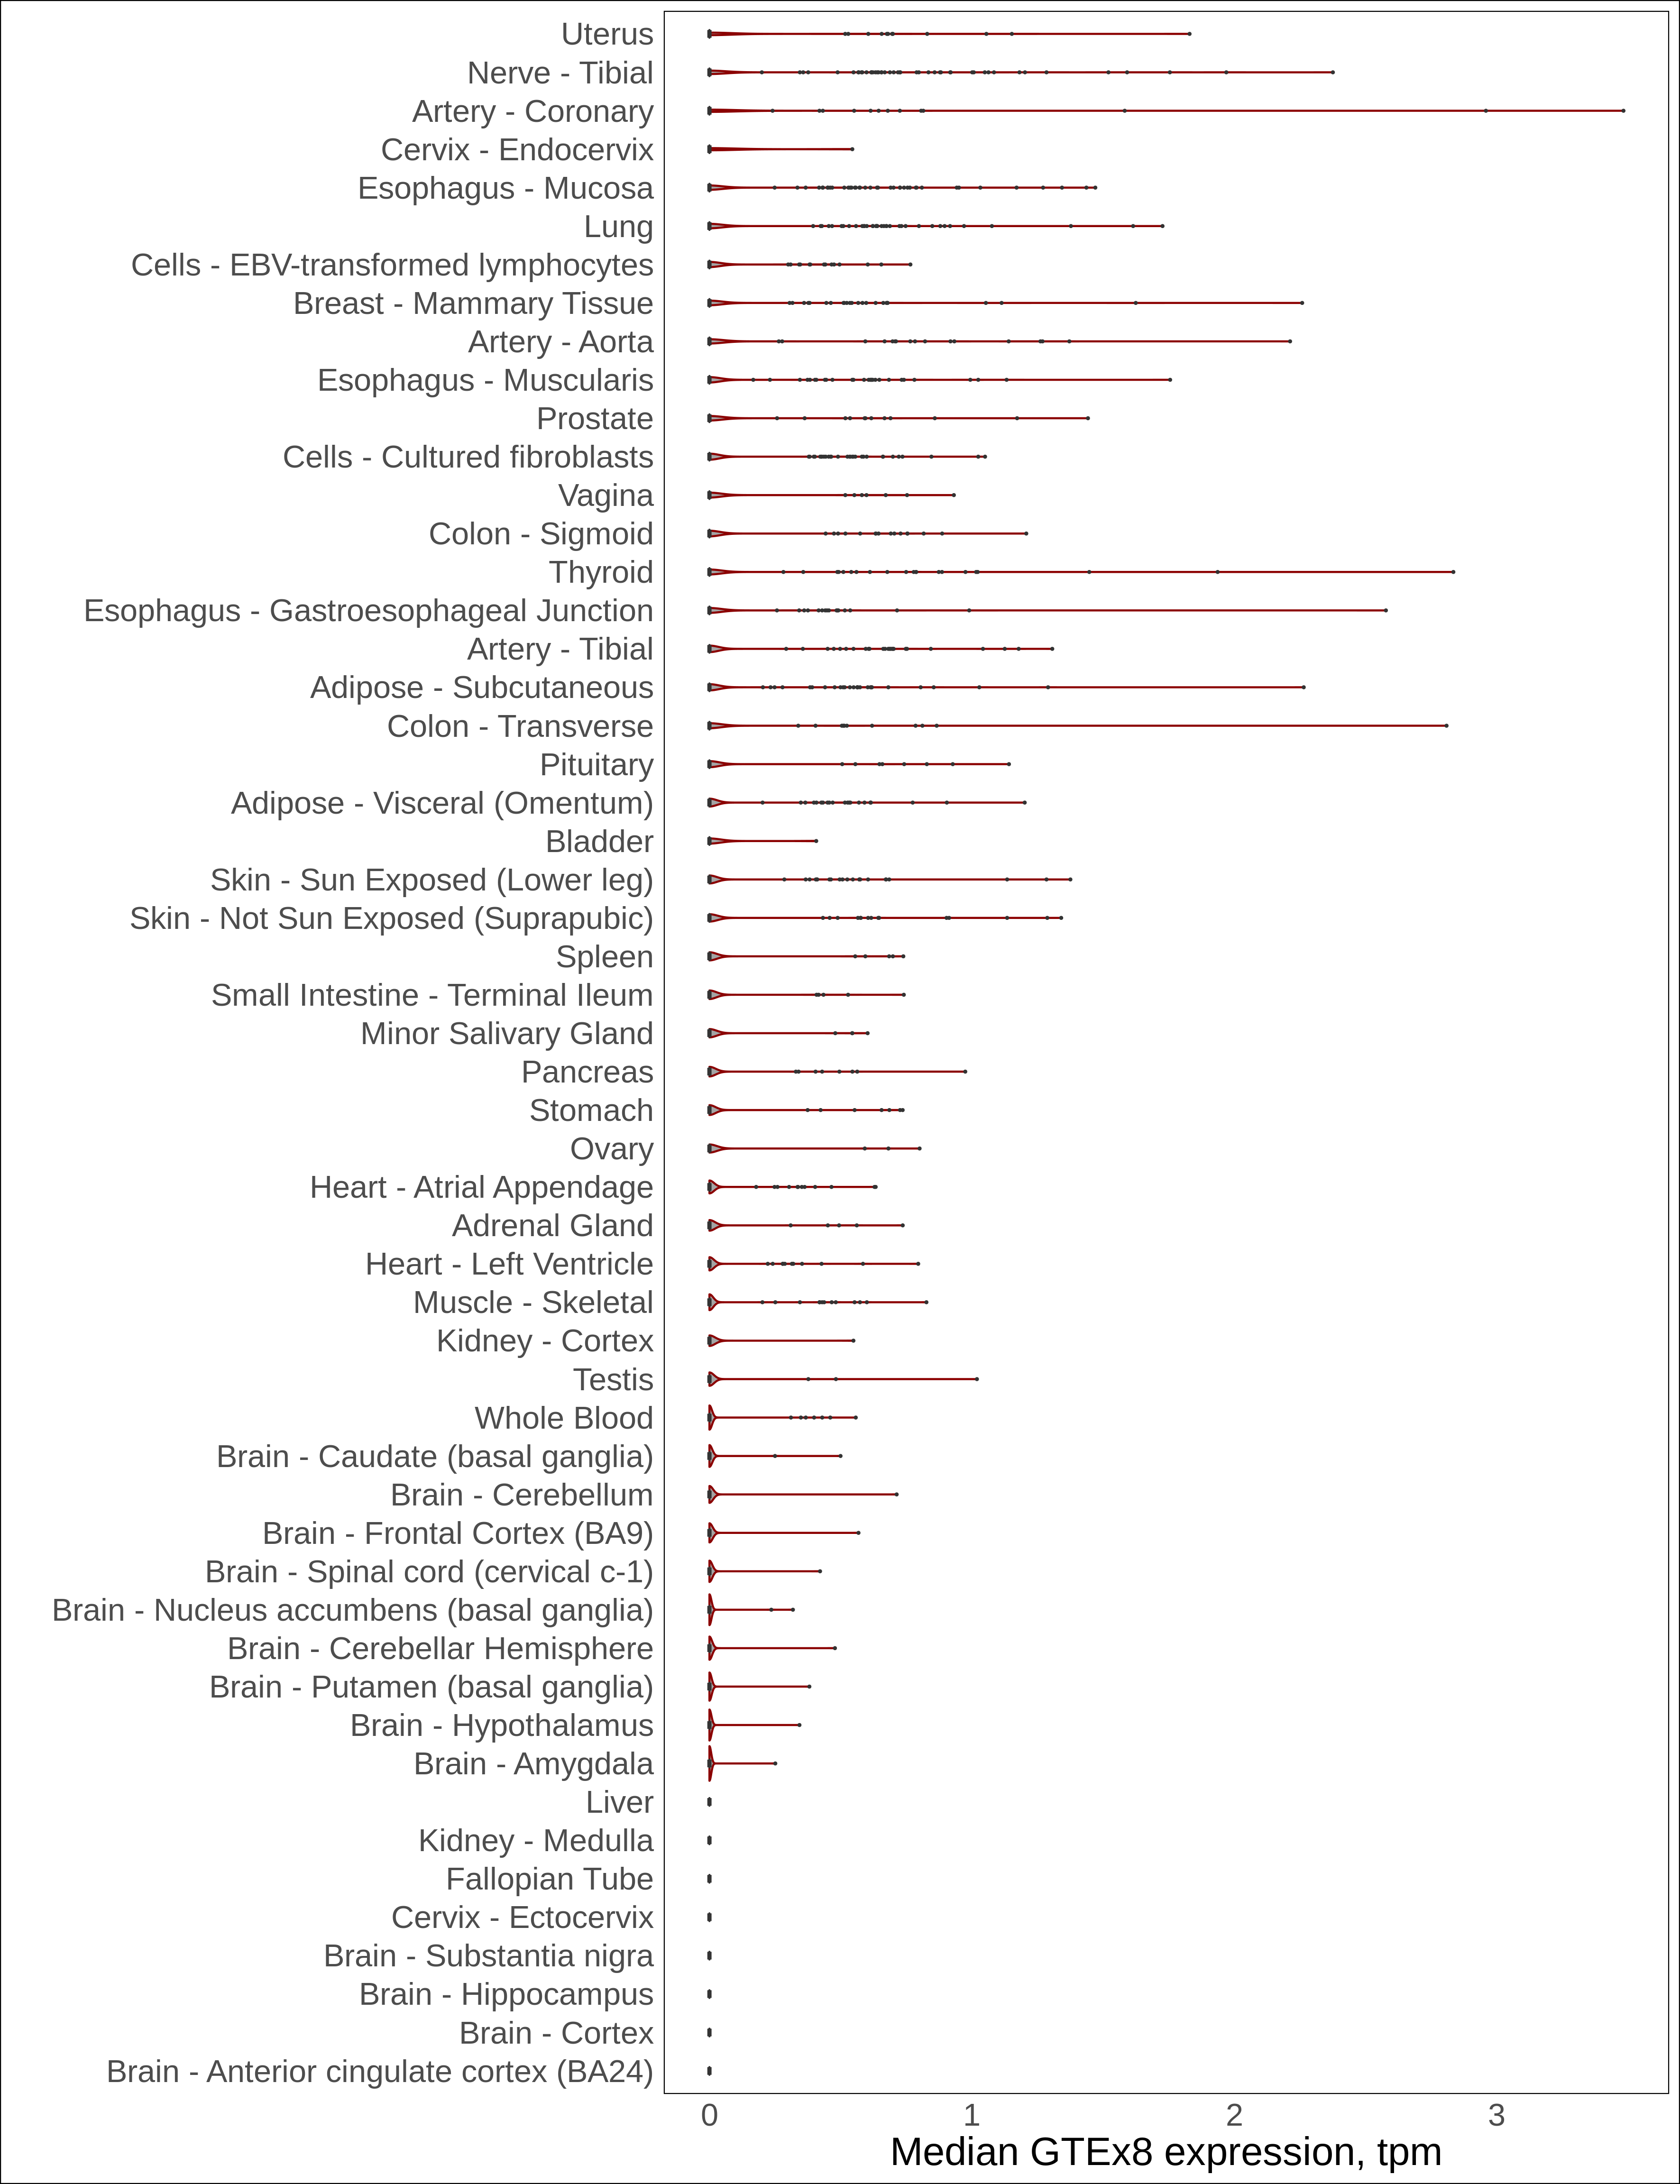 Uterus
Nerve - Tibial
Artery - Coronary
Cervix - Endocervix
Esophagus - Mucosa
Lung
Cells - EBV-transformed lymphocytes
Breast - Mammary Tissue
Artery - Aorta
Esophagus - Muscularis
Prostate
Cells - Cultured fibroblasts
Vagina
Colon - Sigmoid
Thyroid
Esophagus - Gastroesophageal Junction
Artery - Tibial
Adipose - Subcutaneous
Colon - Transverse
Pituitary
Adipose - Visceral (Omentum)
Bladder
Skin - Sun Exposed (Lower leg)
Skin - Not Sun Exposed (Suprapubic)
Spleen
Small Intestine - Terminal Ileum
Minor Salivary Gland
Pancreas
Stomach
Ovary
Heart - Atrial Appendage
Adrenal Gland
Heart - Left Ventricle
Muscle - Skeletal
Kidney - Cortex
Testis
Whole Blood
Brain - Caudate (basal ganglia)
Brain - Cerebellum
Brain - Frontal Cortex (BA9)
Brain - Spinal cord (cervical c-1)
Brain - Nucleus accumbens (basal ganglia)
Brain - Cerebellar Hemisphere
Brain - Putamen (basal ganglia)
Brain - Hypothalamus
Brain - Amygdala
Liver
Kidney - Medulla
Fallopian Tube
Cervix - Ectocervix
Brain - Substantia nigra
Brain - Hippocampus
Brain - Cortex
Brain - Anterior cingulate cortex (BA24)
0 1 2 3
Median GTEx8 expression, tpm